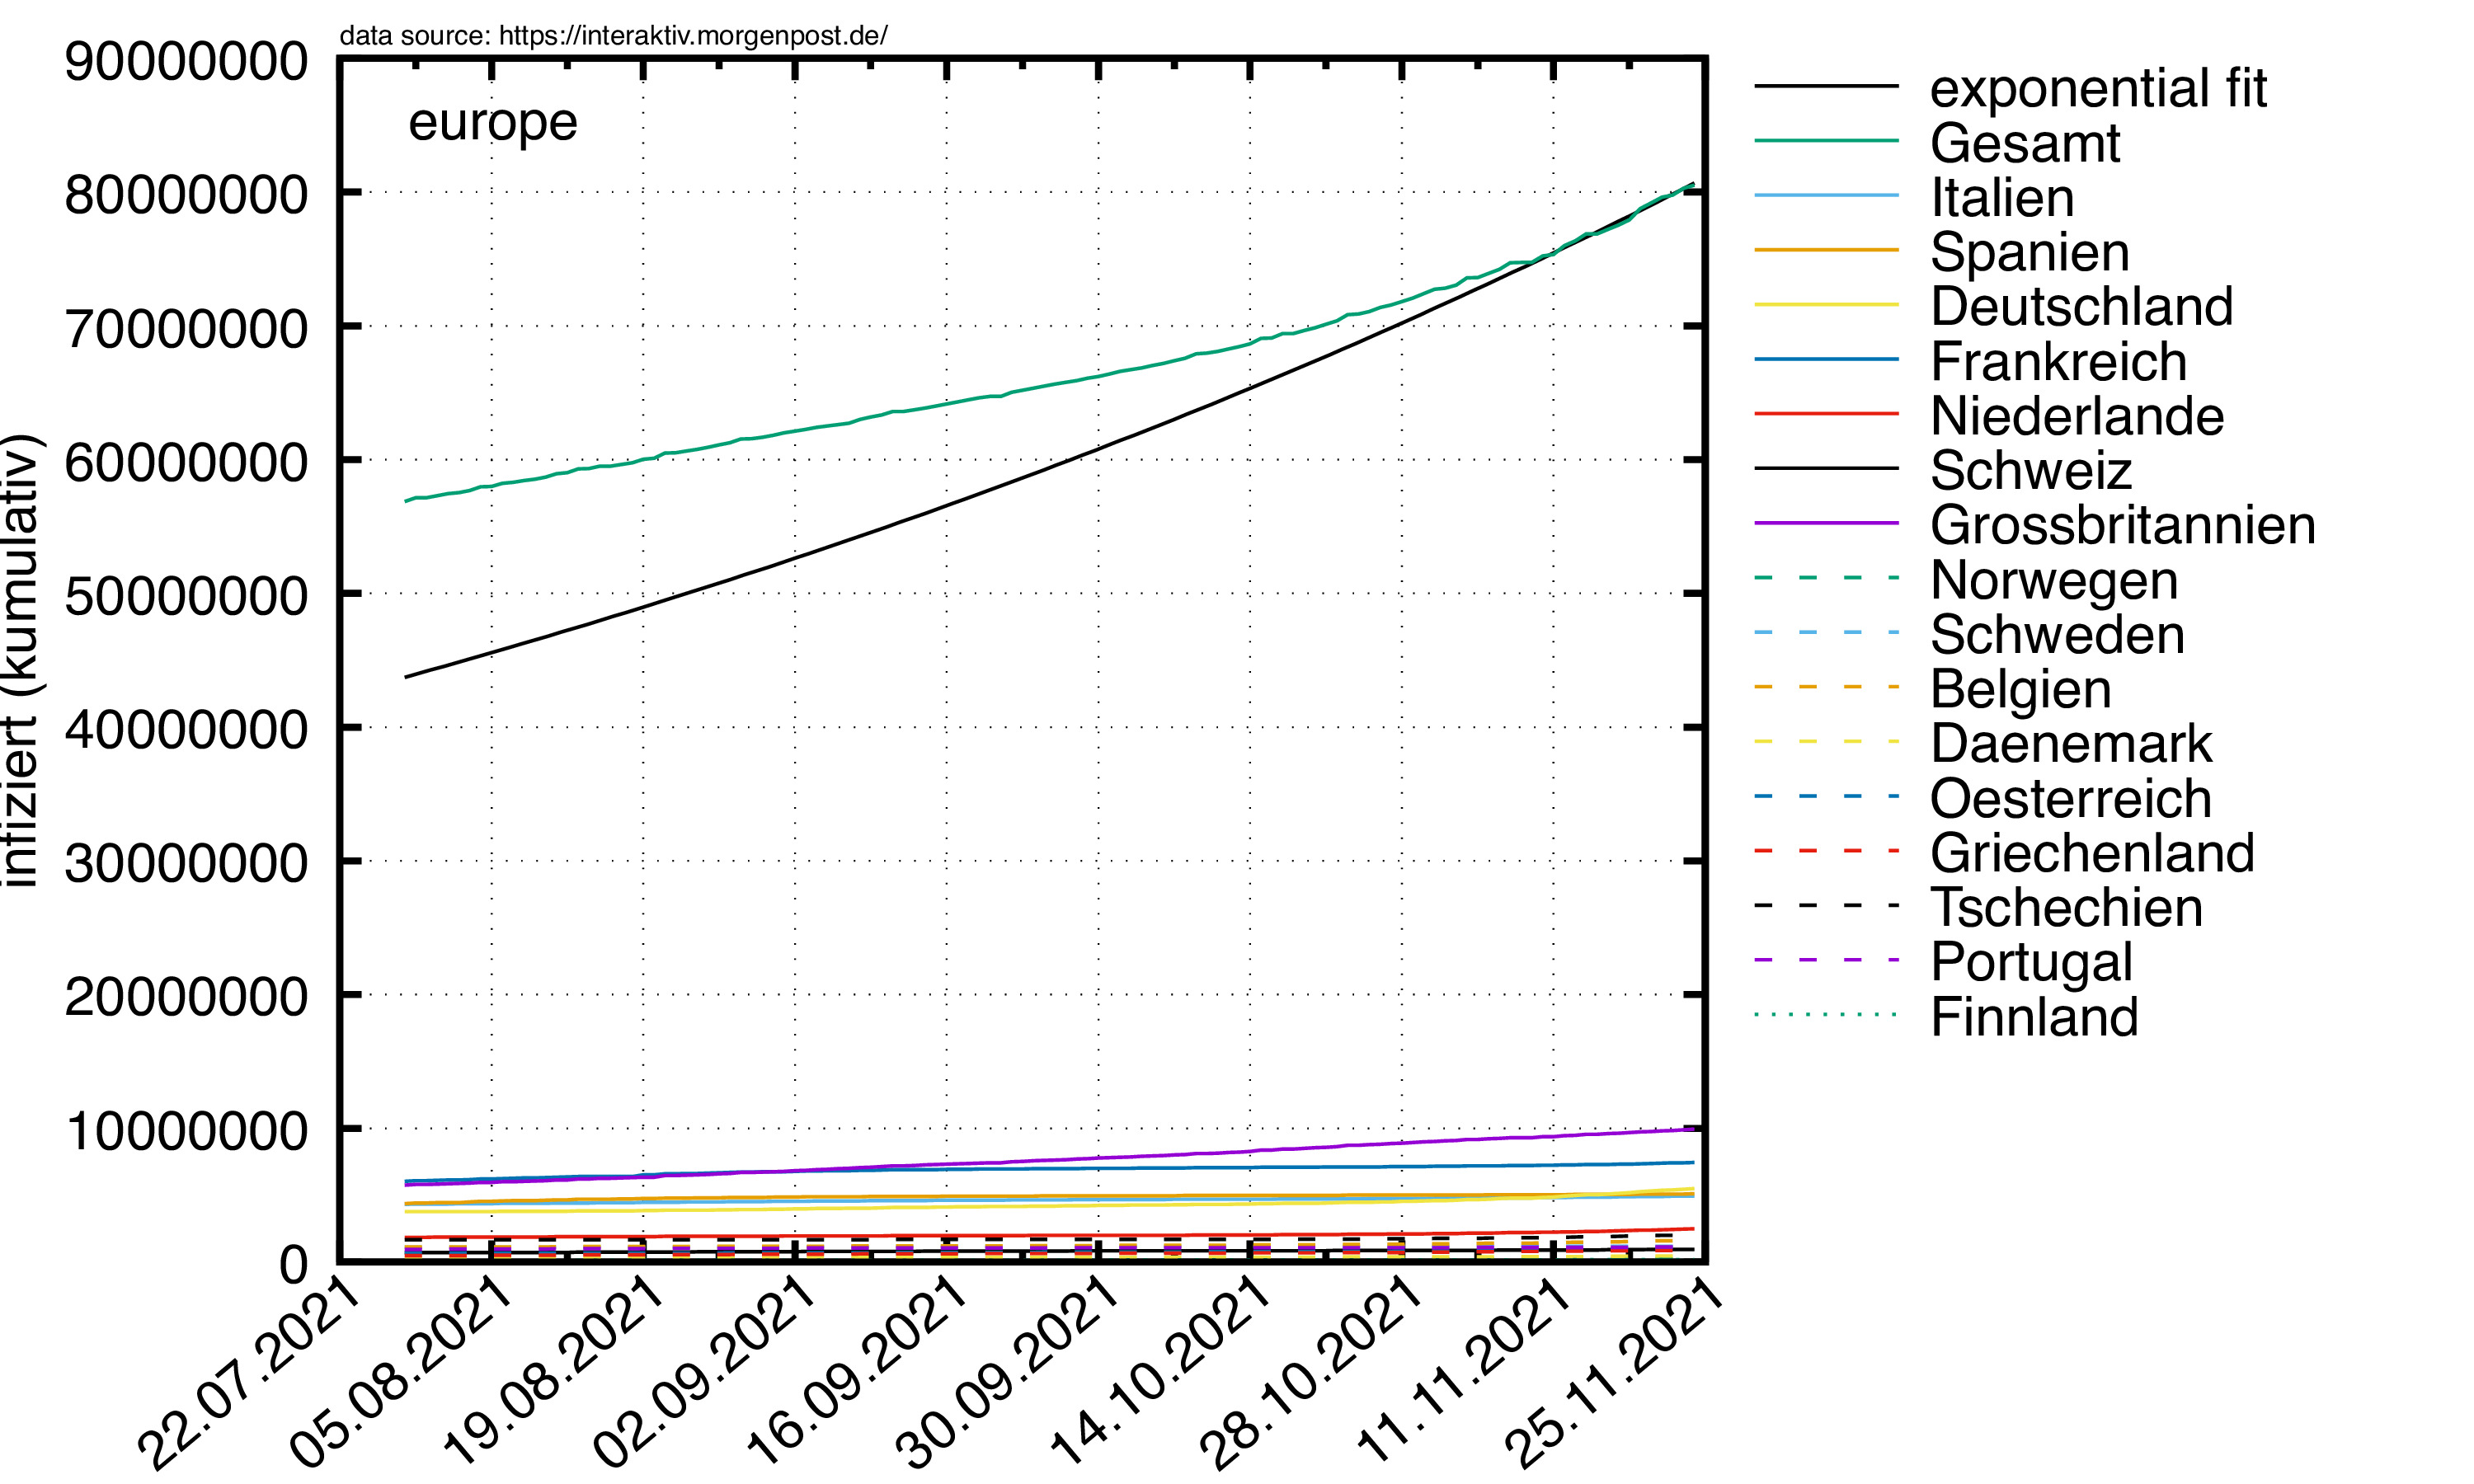 data source: https://interaktiv.morgenpost.de/
europe
infiziert (kumulativ)
90000000
80000000
70000000
60000000
50000000
40000000
30000000
20000000
10000000
0
22.07.2021
05.08.2021
19.08.2021
02.09.2021
16.09.2021
30.09.2021
14.10.2021
28.10.2021
11.11.2021
25.11.2021
exponential fit
Gesamt
Italien
Spanien
Deutschland
Frankreich
Niederlande
Schweiz
Grossbritannien
Norwegen
Schweden
Belgien
Daenemark
Oesterreich
Griechenland
Tschechien
Portugal
Finnland